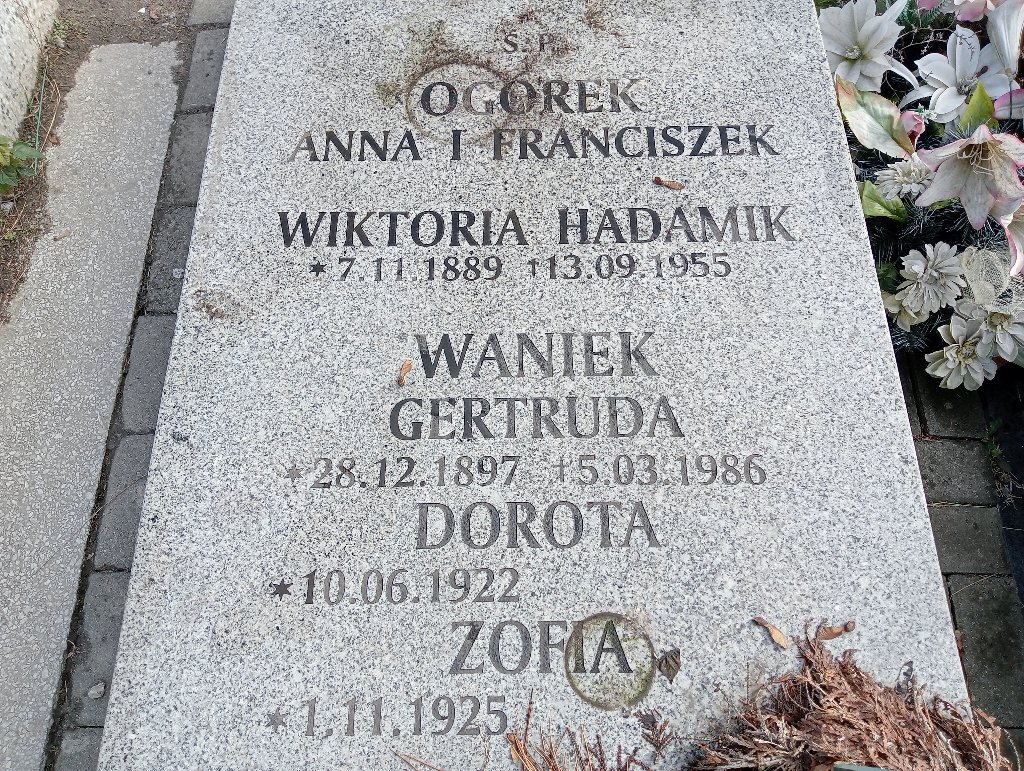 Ś. P.
OGÓREK
ANNA I FRANCISZEK
WIKTORIA HADAMIK
*7.11.1889 †13.09.1955
WANIEK
GERTRUDA
*28.12.1897 †5.03.1986
DOROTA
*10.06.1922
ZOFIA
*1.11.1925